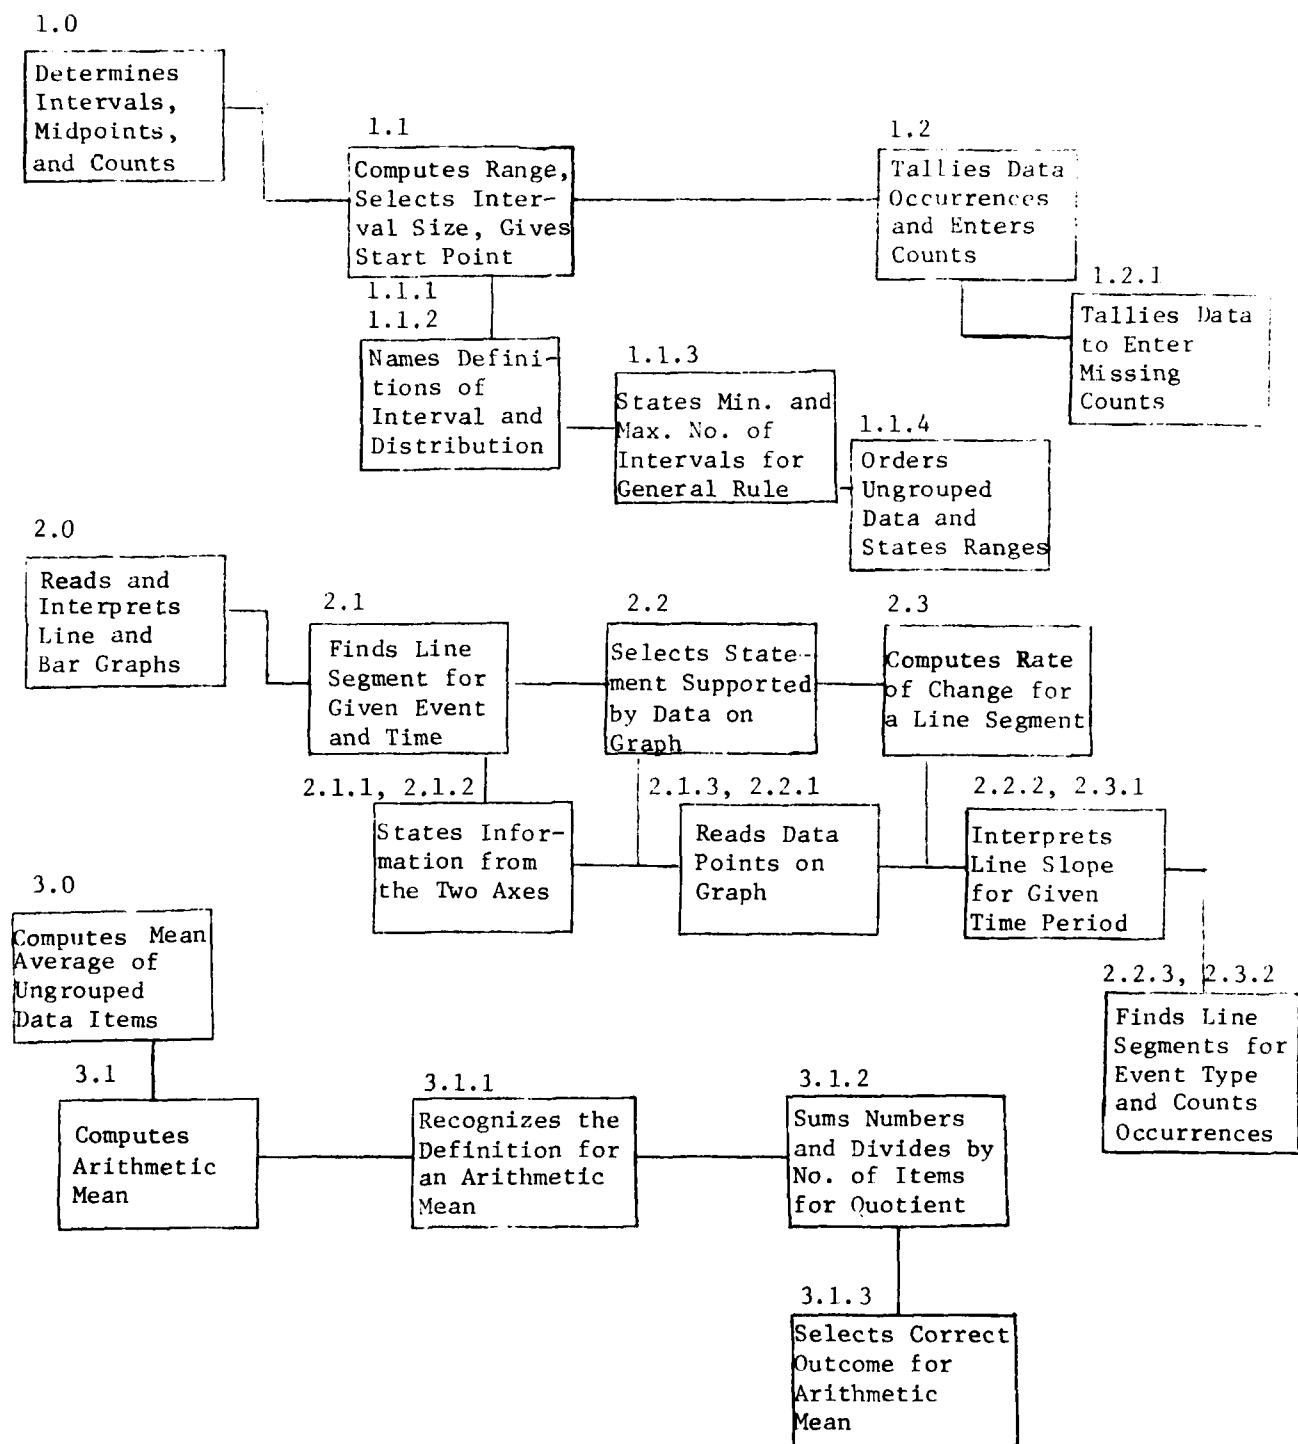 1.0
Determines
Intervals,
Midpoints,
and Counts
1.1
Computes Range,
Selects Inter-
val Size, Gives
Start Point
1.2
Tallies Data
Occurrences
and Enters
Counts
1.2.1
Tallies Data
to Enter
Missing
Counts
1.1.1
1.1.2
Names Defini-
tions of
Interval and
Distribution
1.1.3
States Min. and
Max. No. of
Intervals for
General Rule
1.1.4
Orders
Ungrouped
Data and
States Ranges
2.0
Reads and
Interprets
Line and
Bar Graphs
2.1
Finds Line
Segment for
Given Event
and Time
2.2
Selects State-
ment Supported
by Data on
Graph
2.3
Computes Rate
of Change for
a Line Segment
2.1.1, 2.1.2
States Infor-
mation from
the Two Axes
2.1.3, 2.2.1
Reads Data
Points on
Graph
2.2.2, 2.3.1
Interprets
Line Slope
for Given
Time Period
2.2.3, 2.3.2
Finds Line
Segments for
Event Type
and Counts
Occurrences
3.0
Computes Mean
Average of
Ungrouped
Data Items
3.1
Computes
Arithmetic
Mean
3.1.1
Recognizes the
Definition for
an Arithmetic
Mean
3.1.2
Sums Numbers
and Divides by
No. of Items
for Quotient
3.1.3
Selects Correct
Outcome for
Arithmetic
Mean